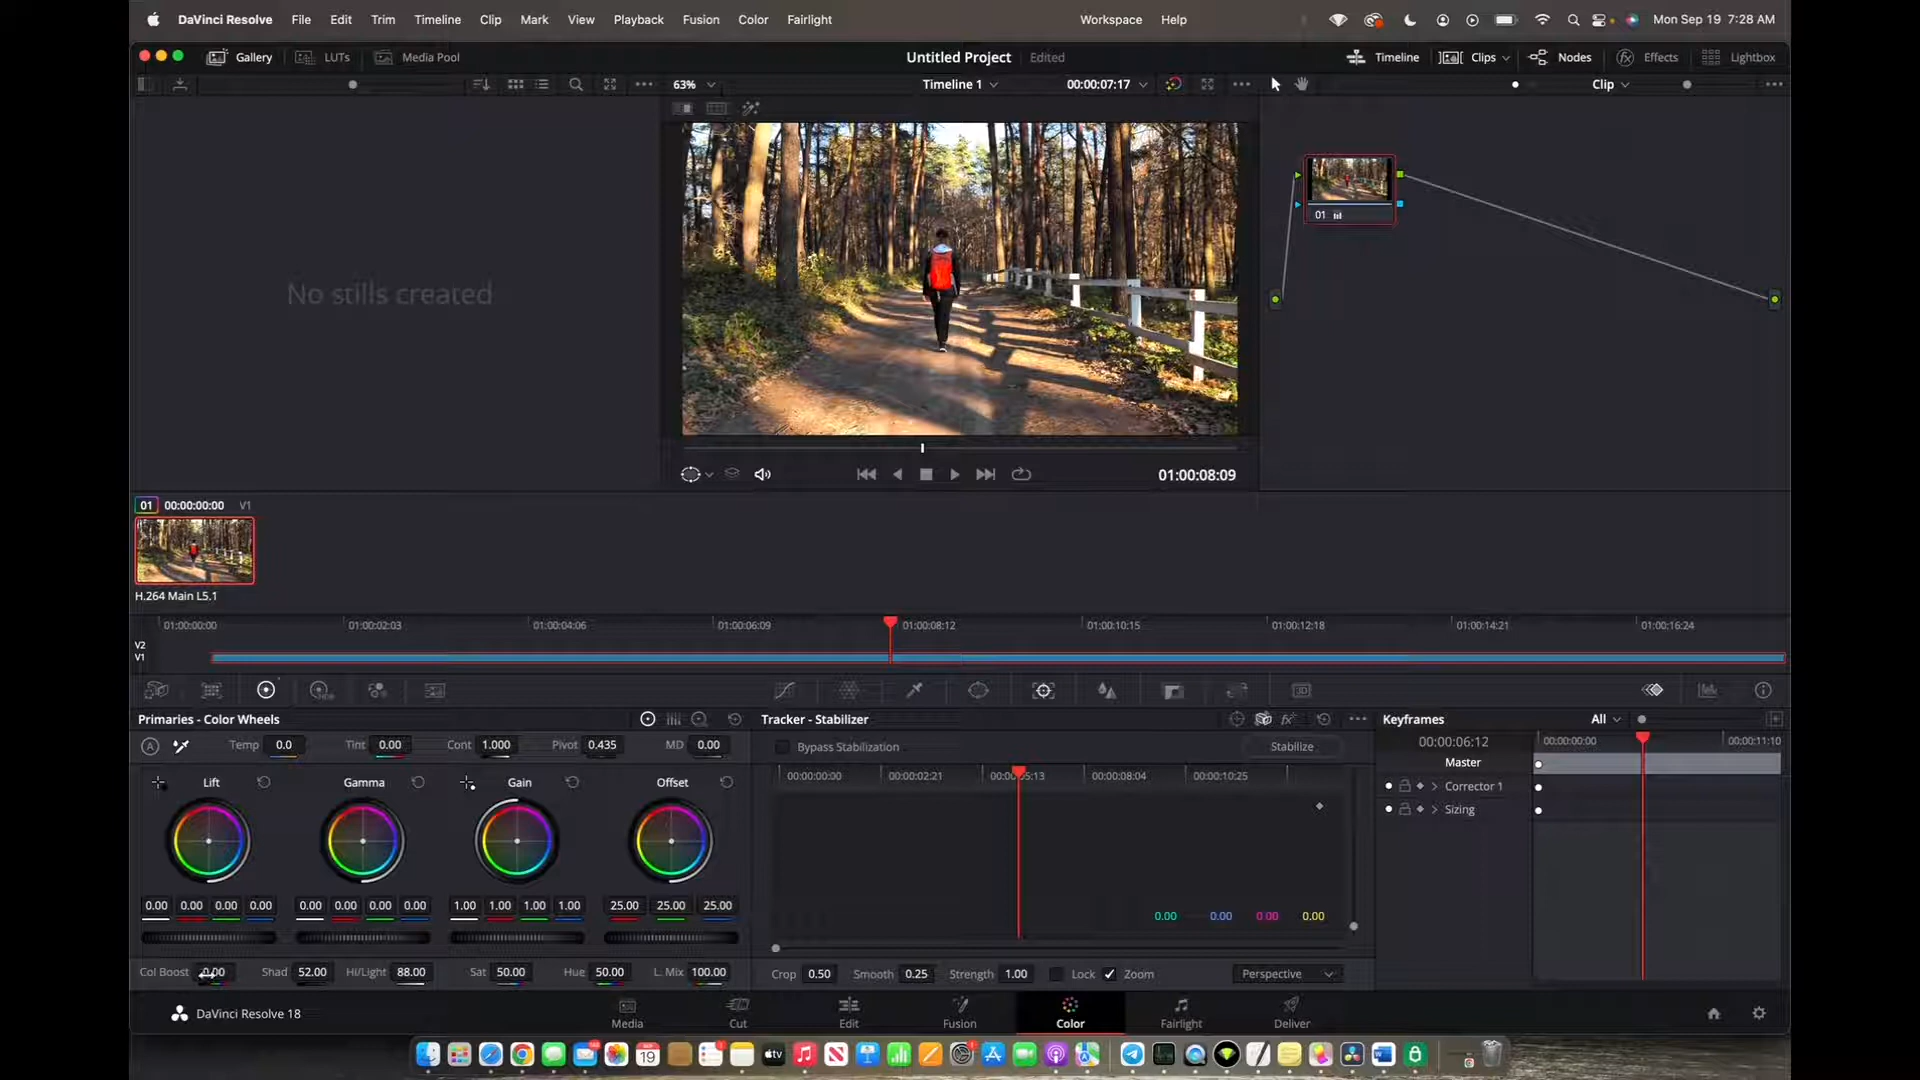 DaVinci Resolve File Edit Trim Timeline Clip Mark View Playback Fusion Color Fairlight Workspace Help Mon Sep 19 7:28 AM
Gallery LUTs Media Pool Untitled Project Edited Timeline Clips Nodes Effects Lightbox
63% Timeline 1 00:00:07:17 Clip
01
No stills created
01:00:08:09
01 00:00:00:00 V1
H.264 Main L5.1
01:00:00:00 01:00:02:03 01:00:04:06 01:00:06:09 01:00:08:12 01:00:10:15 01:00:12:18 01:00:14:21 01:00:16:24
V2
V1
Primaries - Color Wheels Tracker - Stabilizer Keyframes All
A Temp 0.0 Tint 0.00 Cont 1.000 Pivot 0.435 MD 0.00 Bypass Stabilization Stabilize 00:00:06:12 00:00:00:00 00:00:11:10
Master
Lift Gamma Gain Offset 00:00:00:00 00:00:02:21 00:00:05:13 00:00:08:04 00:00:10:25 Corrector 1
Sizing
0.00 0.00 0.00 0.00 0.00 0.00 0.00 0.00 1.00 1.00 1.00 1.00 25.00 25.00 25.00 0.00 0.00 0.00 0.00
Col Boost 0.00 Shad 52.00 Hi/Light 88.00 Sat 50.00 Hue 50.00 L. Mix 100.00 Crop 0.50 Smooth 0.25 Strength 1.00 Lock Zoom Perspective
DaVinci Resolve 18 Media Cut Edit Fusion Color Fairlight Deliver
19 tv